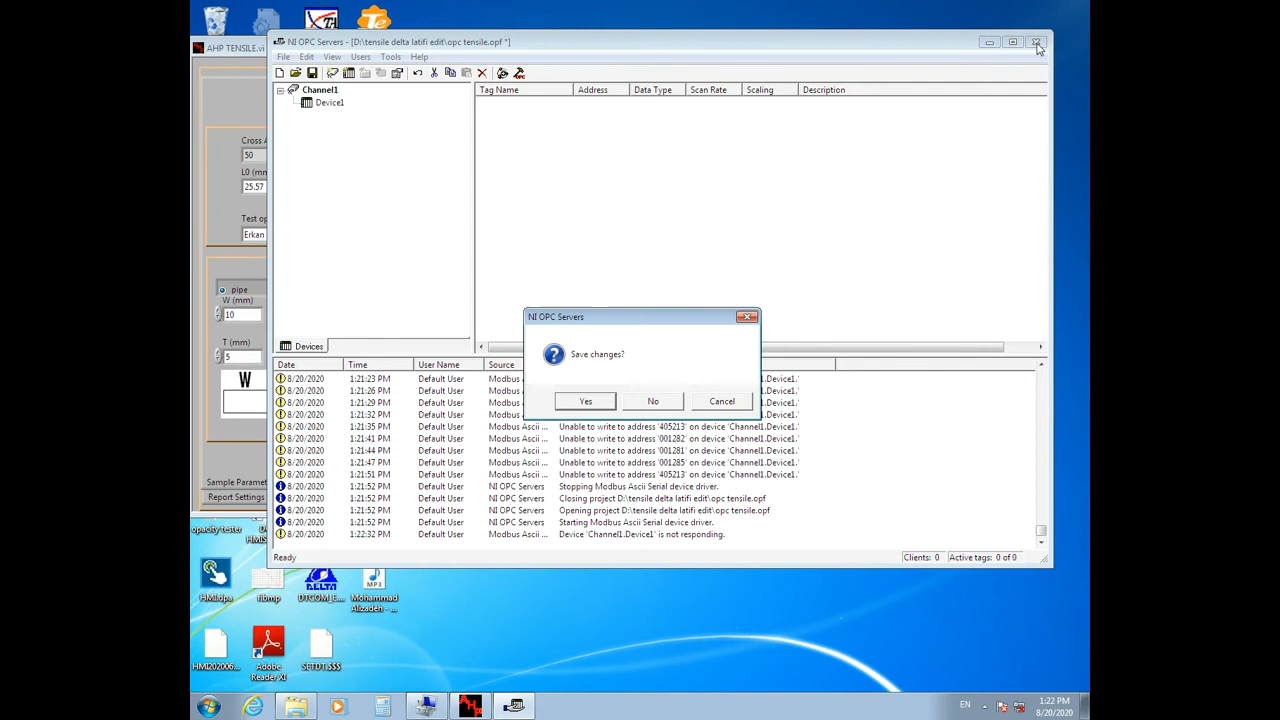 NI OPC Servers - [D:\tensile delta latifi edit\opc tensile.opf *]
AHP TENSILE.vi
File Edit View Users Tools Help
Channel1
Device1
Tag Name Address Data Type Scan Rate Scaling Description
50
L0 (mm
25.57
Erkan
pipe
W (mm)
10
T (mm)
5
W
Sample Paramet
Report Settings
Devices
NI OPC Servers
Save changes?
Yes No Cancel
Date Time User Name Source
8/20/2020 1:21:23 PM Default User Modbus A 1.Device1.'
8/20/2020 1:21:26 PM Default User Modbus A 1.Device1.'
8/20/2020 1:21:29 PM Default User Modbus A 1.Device1.'
8/20/2020 1:21:32 PM Default User Modbus A 1.Device1.'
8/20/2020 1:21:35 PM Default User Modbus Ascii ... Unable to write to address '405213' on device 'Channel1.Device1.'
8/20/2020 1:21:41 PM Default User Modbus Ascii ... Unable to write to address '001282' on device 'Channel1.Device1.'
8/20/2020 1:21:44 PM Default User Modbus Ascii ... Unable to write to address '001281' on device 'Channel1.Device1.'
8/20/2020 1:21:47 PM Default User Modbus Ascii ... Unable to write to address '001285' on device 'Channel1.Device1.'
8/20/2020 1:21:51 PM Default User Modbus Ascii ... Unable to write to address '405213' on device 'Channel1.Device1.'
8/20/2020 1:21:52 PM Default User NI OPC Servers Stopping Modbus Ascii Serial device driver.
8/20/2020 1:21:52 PM Default User NI OPC Servers Closing project D:\tensile delta latifi edit\opc tensile.opf
8/20/2020 1:21:52 PM Default User NI OPC Servers Opening project D:\tensile delta latifi edit\opc tensile.opf
8/20/2020 1:21:52 PM Default User NI OPC Servers Starting Modbus Ascii Serial device driver.
8/20/2020 1:22:32 PM Default User Modbus Ascii ... Device 'Channel1.Device1' is not responding.
Ready Clients: 0 Active tags: 0 of 0
opacity tester
HMI.dpa
fibmp
DTCOM_E...
Mohammad Alizadeh - ...
MP3
HMI202006...
Adobe Reader XI
SETDT.$$$
EN
1:22 PM
8/20/2020